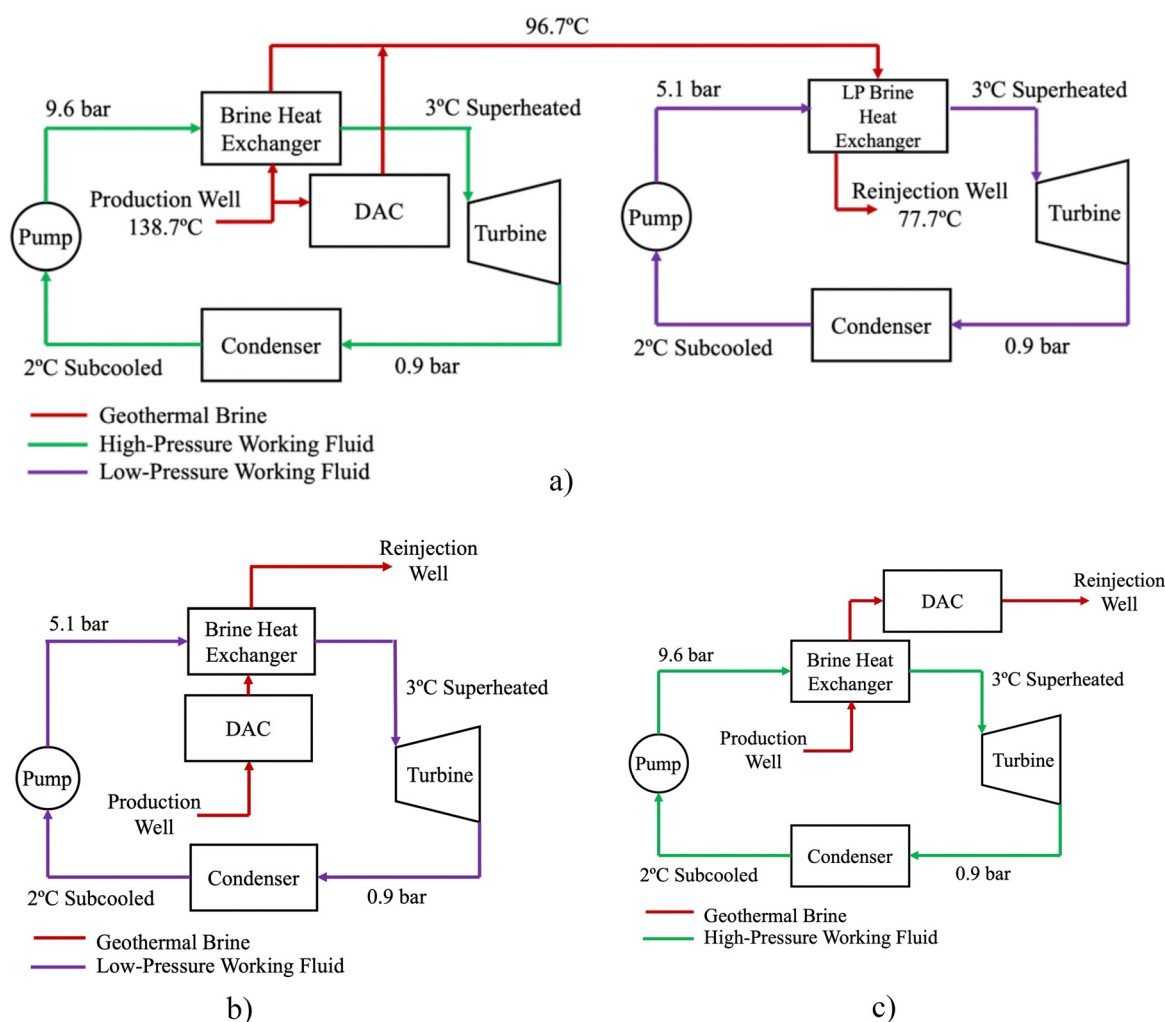 96.7ºC
9.6 bar
Brine Heat
Exchanger
3ºC Superheated
Production Well
138.7ºC
DAC
Pump
Turbine
Condenser
2ºC Subcooled
0.9 bar
5.1 bar
LP Brine
Heat
Exchanger
3ºC Superheated
Reinjection Well
77.7ºC
Pump
Turbine
Condenser
2ºC Subcooled
0.9 bar
Geothermal Brine
High-Pressure Working Fluid
Low-Pressure Working Fluid
a)
Reinjection
Well
5.1 bar
Brine Heat
Exchanger
3ºC Superheated
DAC
Pump
Turbine
Production
Well
Condenser
2ºC Subcooled
0.9 bar
Geothermal Brine
Low-Pressure Working Fluid
b)
DAC
Reinjection
Well
9.6 bar
Brine Heat
Exchanger
3ºC Superheated
Production
Well
Pump
Turbine
Condenser
2ºC Subcooled
0.9 bar
Geothermal Brine
High-Pressure Working Fluid
c)